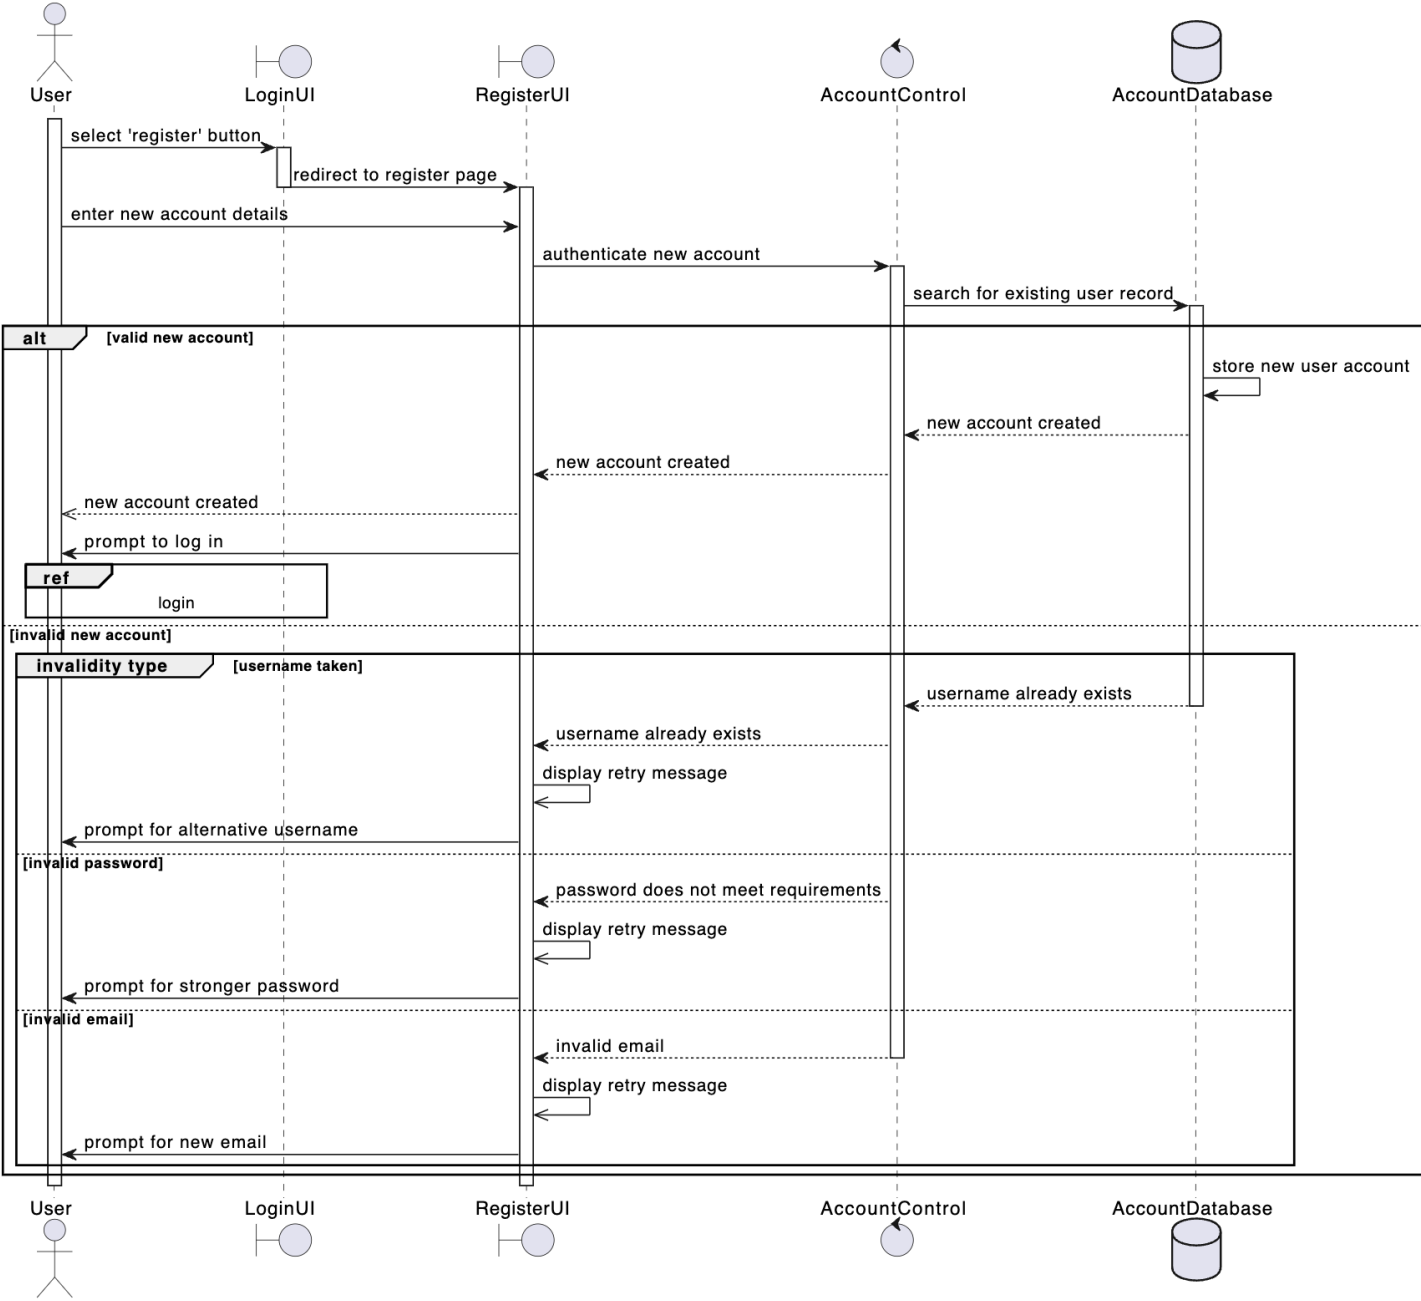 User
LoginUI
RegisterUI
AccountControl
AccountDatabase
select 'register' button
redirect to register page
enter new account details
authenticate new account
search for existing user record
alt
[valid new account]
store new user account
new account created
new account created
new account created
prompt to log in
ref
login
[invalid new account]
invalidity type
[username taken]
username already exists
username already exists
display retry message
prompt for alternative username
[invalid password]
password does not meet requirements
display retry message
prompt for stronger password
[invalid email]
invalid email
display retry message
prompt for new email
User
LoginUI
RegisterUI
AccountControl
AccountDatabase